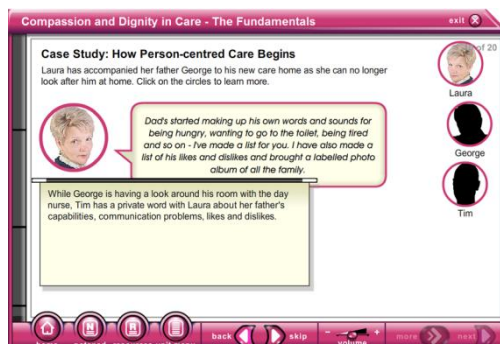 Compassion and Dignity in Care - The Fundamentals
exit
of 20
Case Study: How Person-centred Care Begins
Laura has accompanied her father George to his new care home as she can no longer
look after him at home. Click on the circles to learn more.
Laura
Dad's started making up his own words and sounds for
being hungry, wanting to go to the toilet, being tired
and so on - I've made a list for you. I have also made a
list of his likes and dislikes and brought a labelled photo
album of all the family.
George
While George is having a look around his room with the day
nurse, Tim has a private word with Laura about her father's
capabilities, communication problems, likes and dislikes.
Tim
N
R
back
skip
- +
volume
more
next